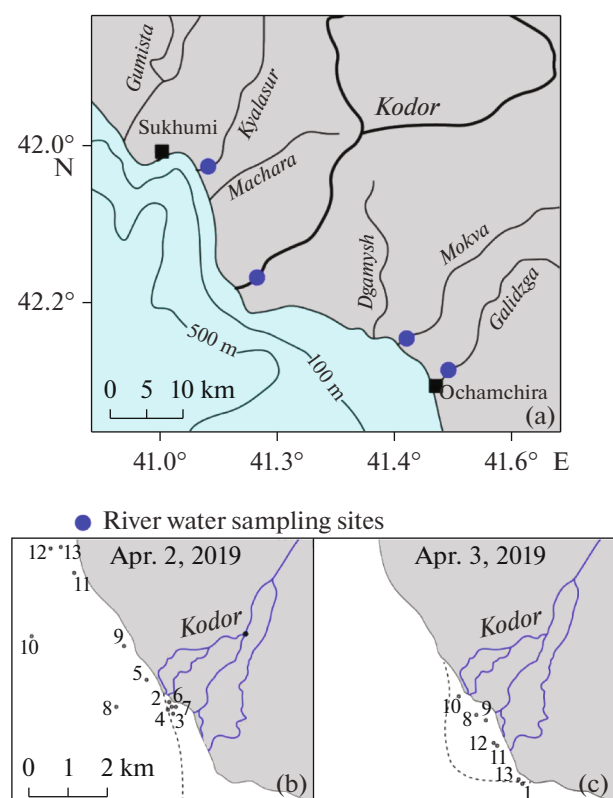 Gumista
Kyalasur
Kodor
Sukhumi
42.0°
N
Machara
Dgamysh
Mokva
Galidzga
42.2°
500 m
100 m
0 5 10 km
Ochamchira
(a)
41.0° 41.3° 41.4° 41.6° E
River water sampling sites
12 13 Apr. 2, 2019
11
Kodor
10
9
5
2 6
8 4 3 7
0 1 2 km
(b)
Apr. 3, 2019
Kodor
10
8 9
12
11
13
1
(c)